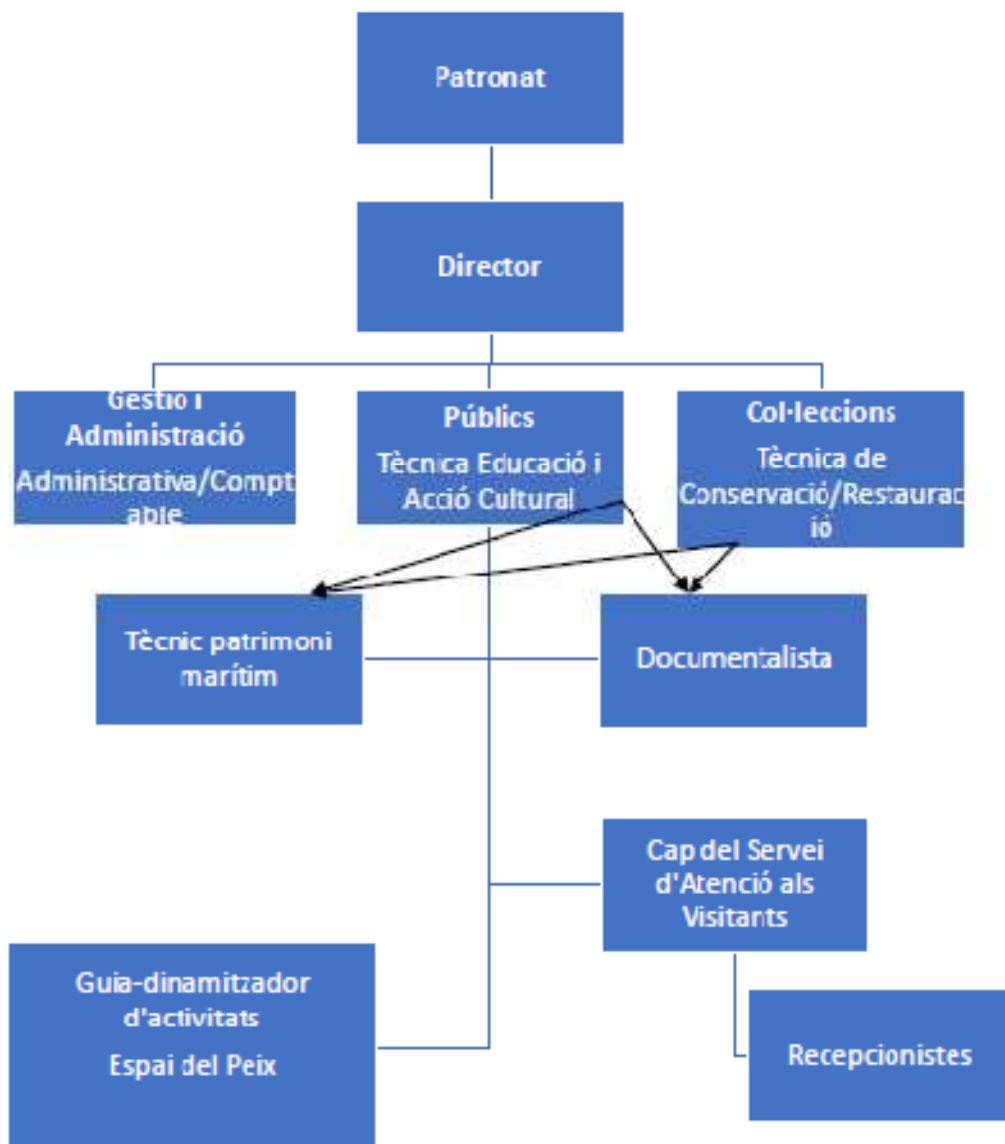 Patronat
Director
Gestió i
Administració
Administrativa/Compt
able
Públics
Tècnica Educació i
Acció Cultural
Col·leccions
Tècnica de
Conservació/Restaurac
ió
Tècnic patrimoni
marítim
Documentalista
Cap del Servei
d'Atenció als
Visitants
Guia-dinamitzador
d'activitats
Espai del Peix
Recepcionistes